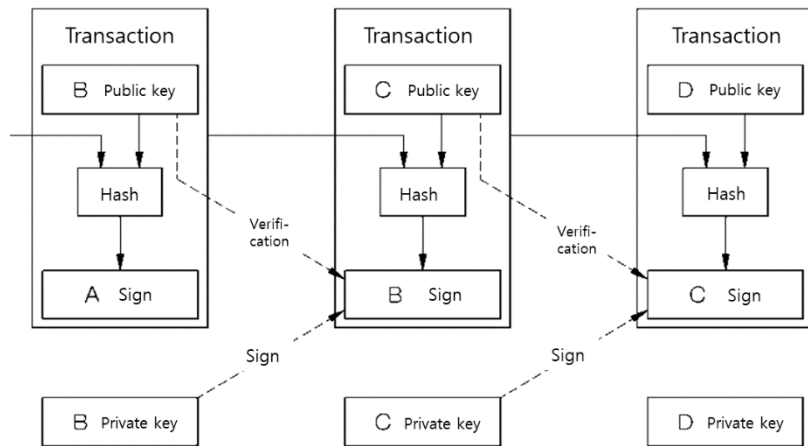 Transaction
B Public key
Hash
A Sign
Transaction
C Public key
Hash
B Sign
Transaction
D Public key
Hash
C Sign
Verifi-
cation
Verifi-
cation
Sign
Sign
B Private key
C Private key
D Private key